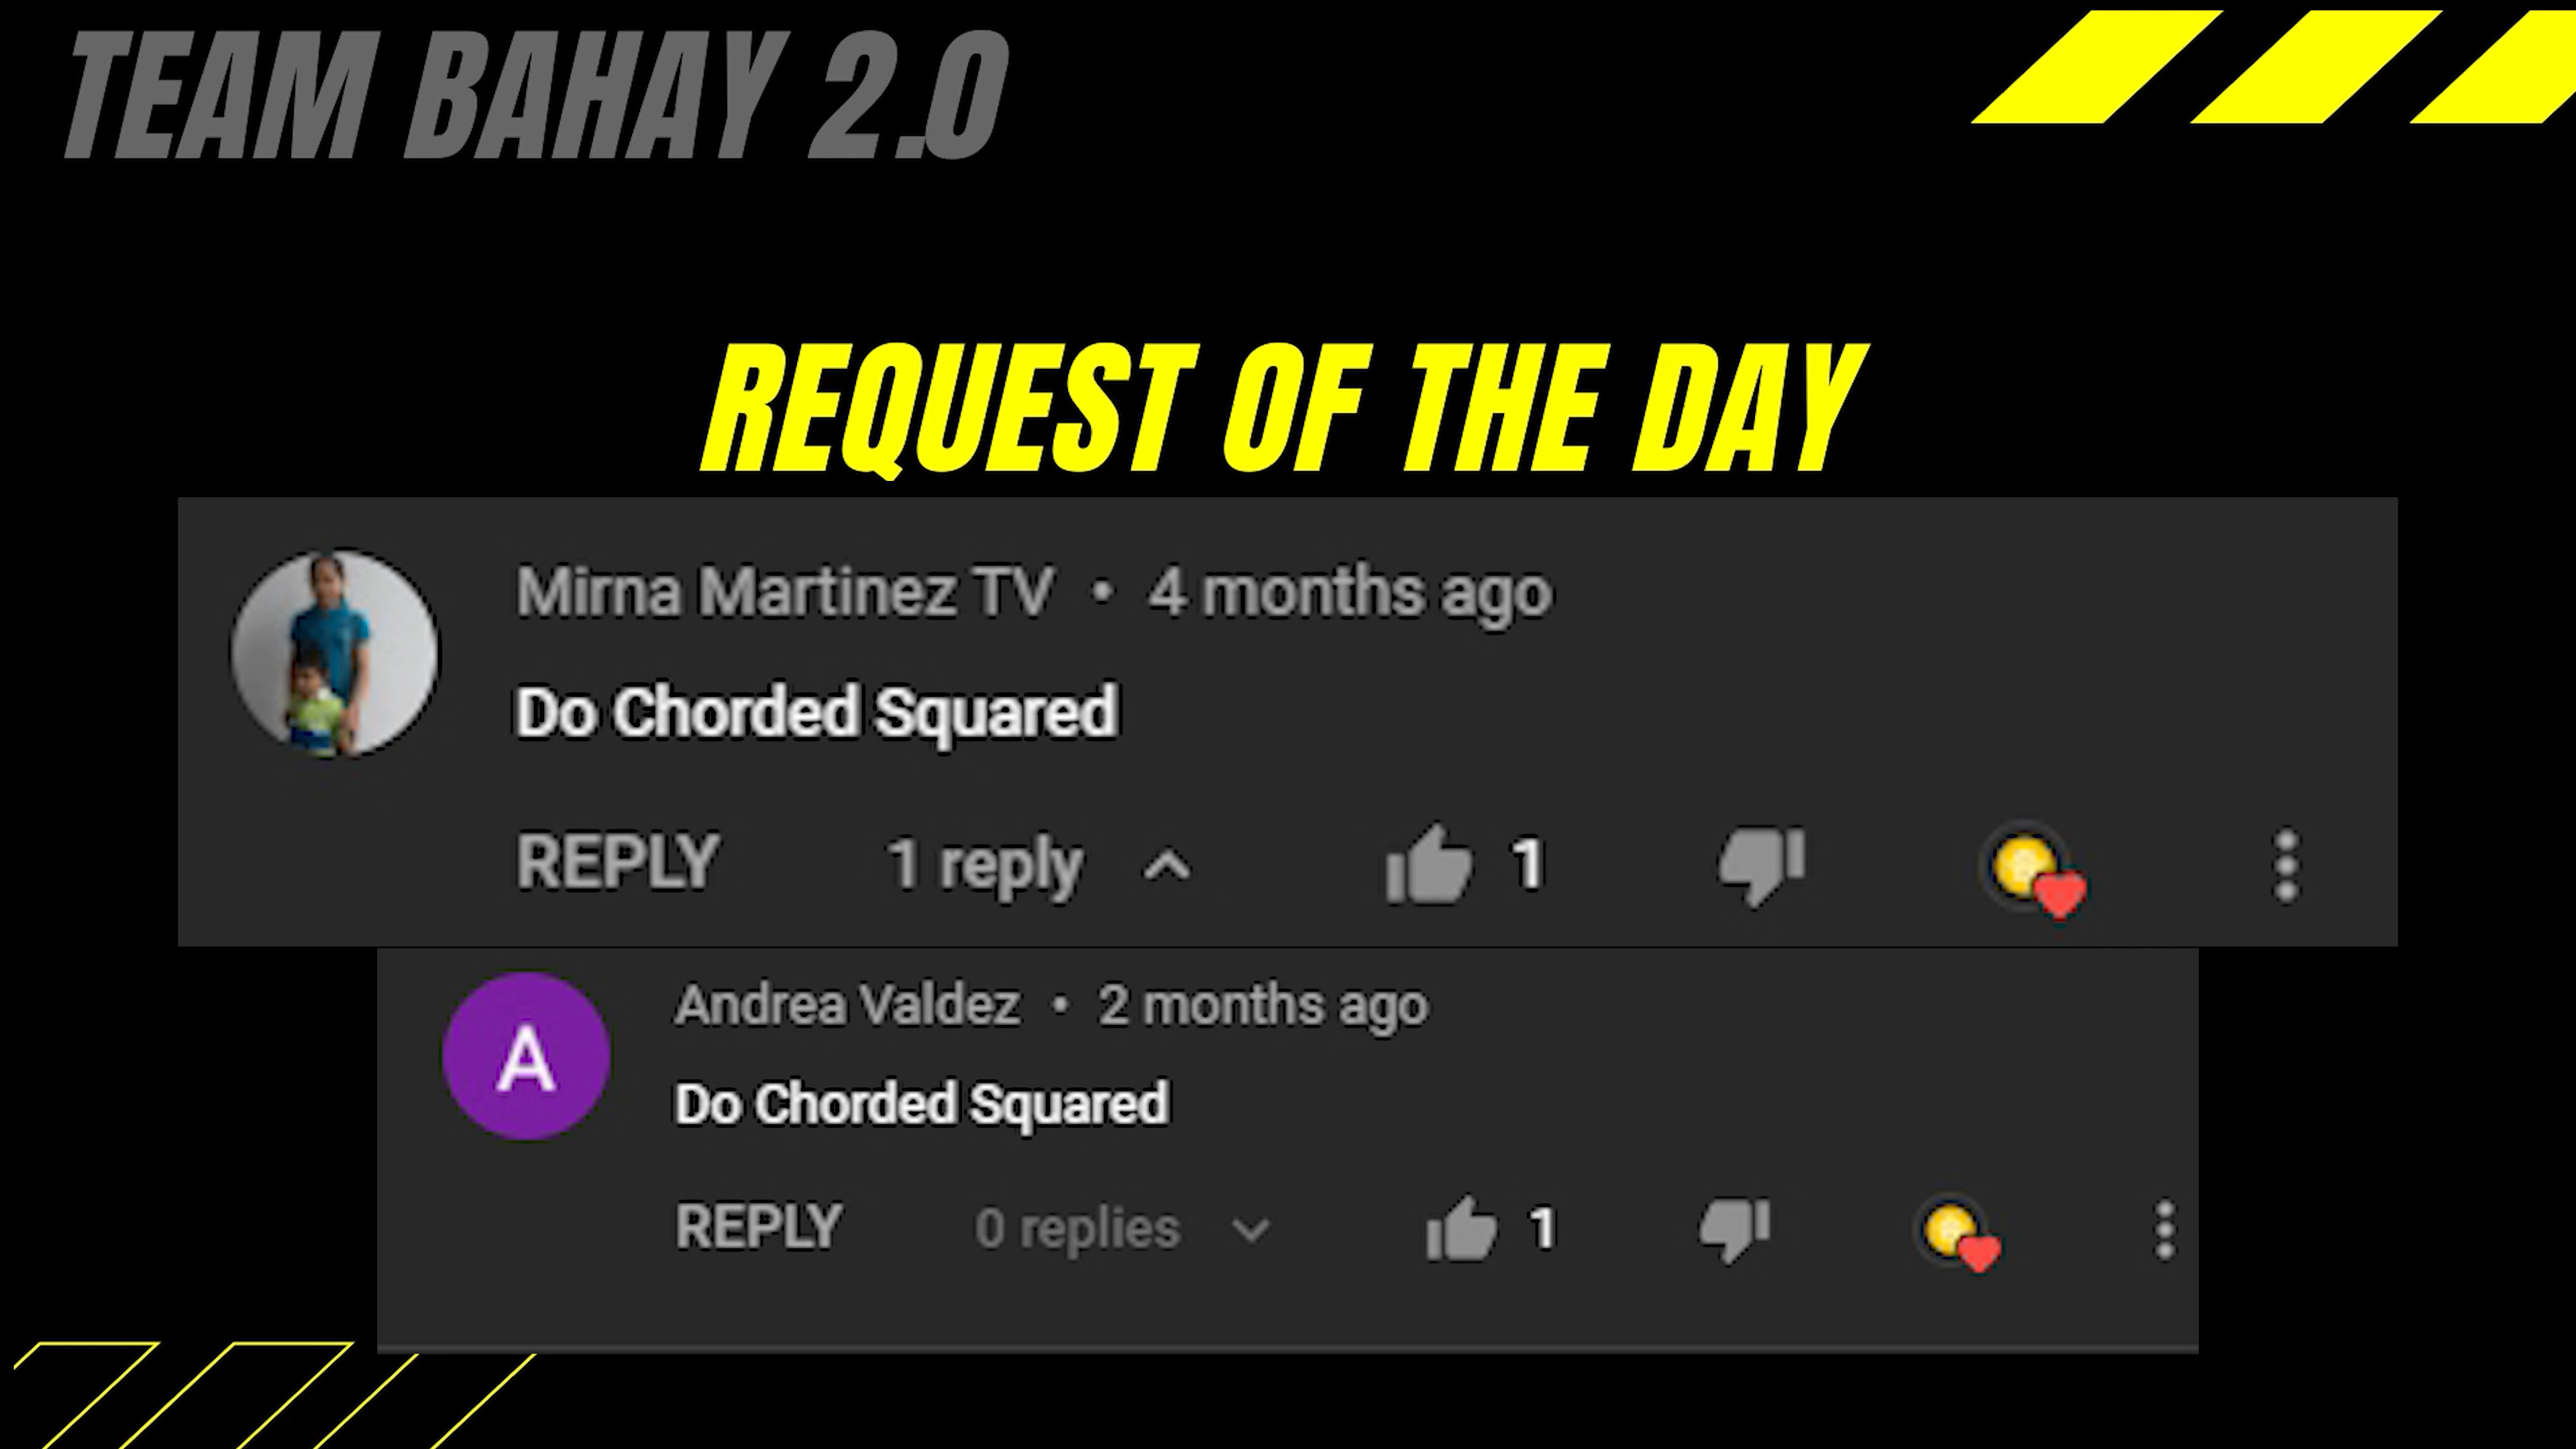 TEAM BAHAY 2.0
REQUEST OF THE DAY
Mirna Martinez TV • 4 months ago
Do Chorded Squared
REPLY 1 reply 1
A
Andrea Valdez • 2 months ago
Do Chorded Squared
REPLY 0 replies 1